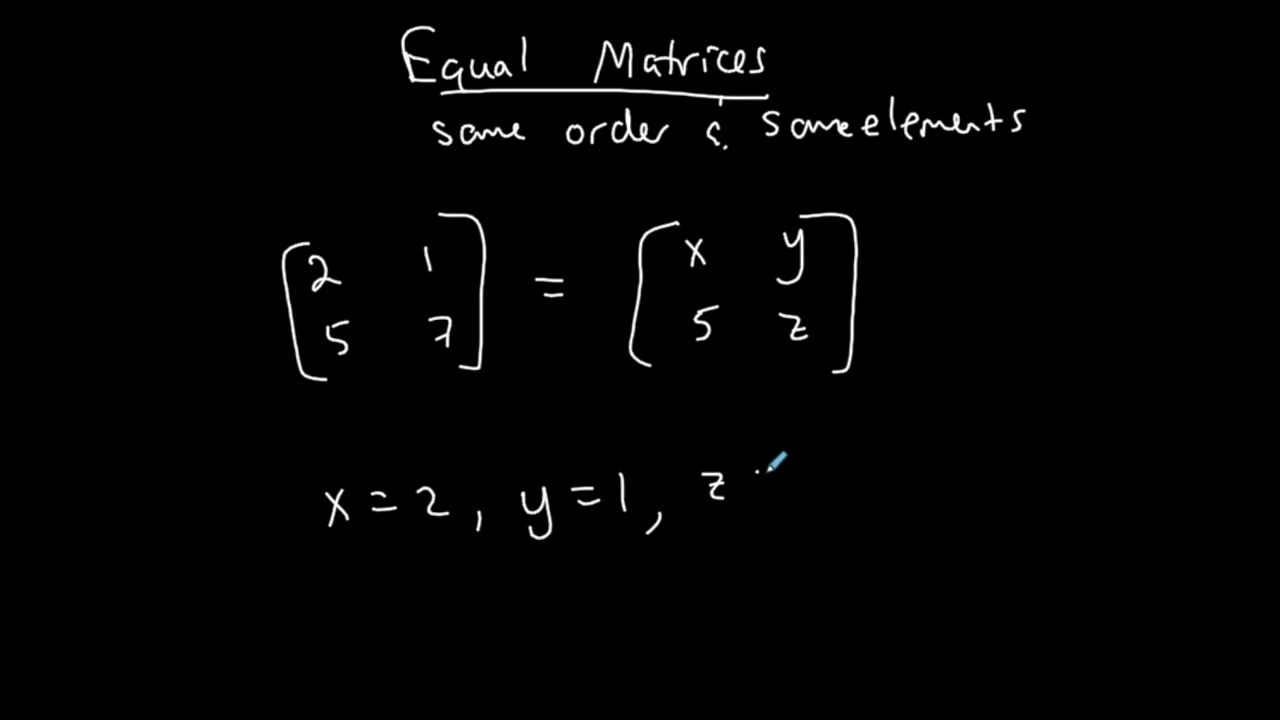 Equal Matrices
same order & same elements
[2 1] = [x y]
[5 7] [5 z]
x = 2, y = 1, z